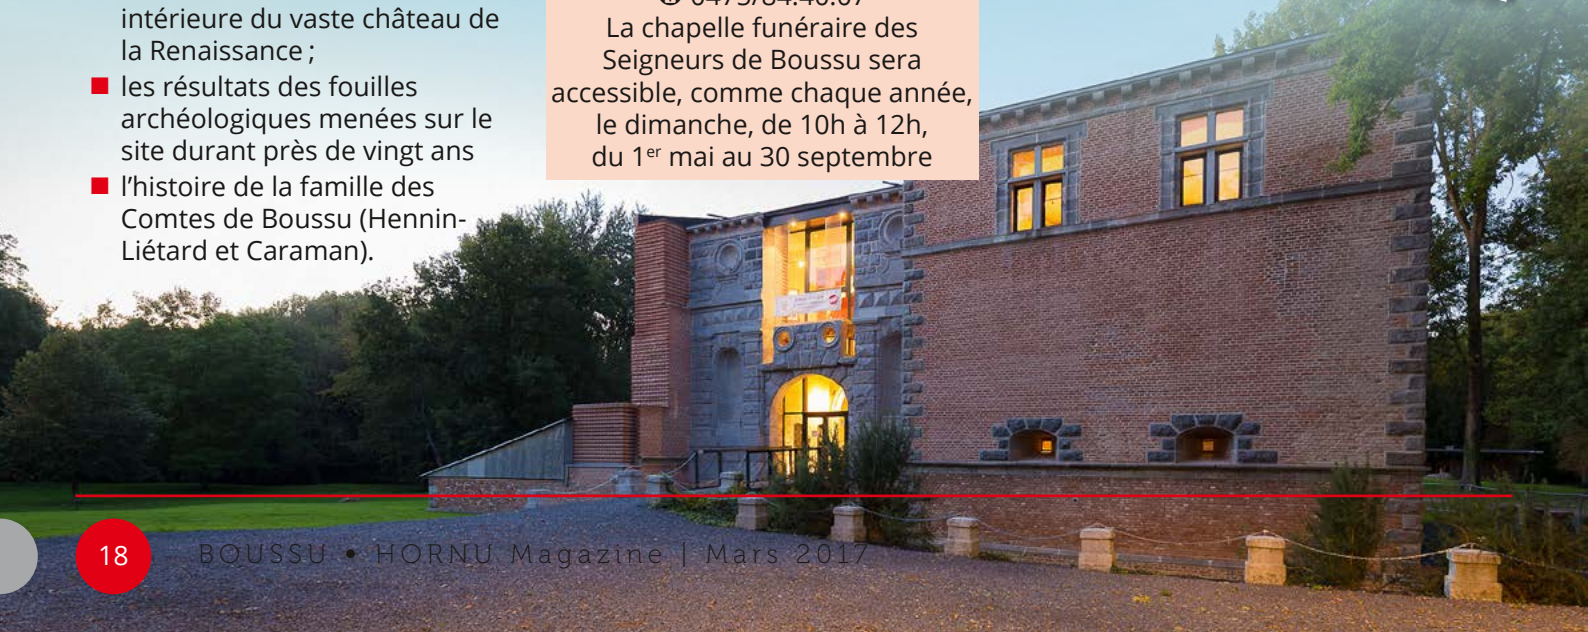 intérieure du vaste château de
la Renaissance ;
■ les résultats des fouilles
archéologiques menées sur le
site durant près de vingt ans
■ l’histoire de la famille des
Comtes de Boussu (Hennin-
Liétard et Caraman).
La chapelle funéraire des
Seigneurs de Boussu sera
accessible, comme chaque année,
le dimanche, de 10h à 12h,
du 1er mai au 30 septembre
18
BOUSSU • HORNU Magazine | Mars 2017